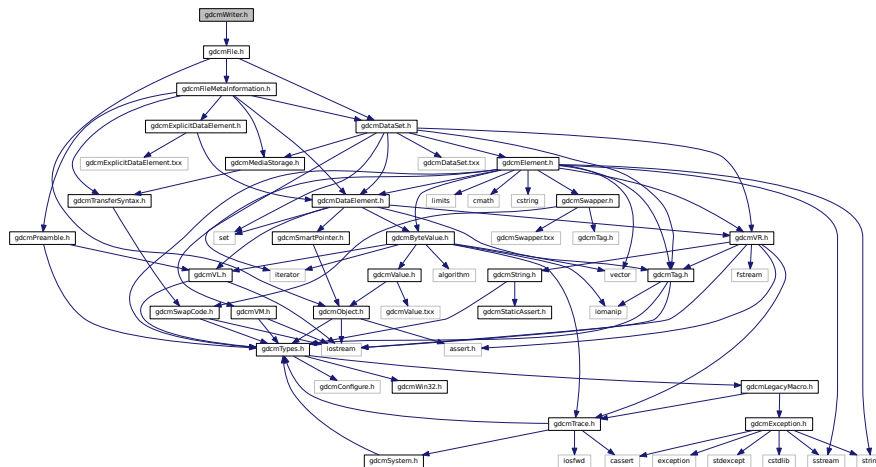 gdcmWriter.h
gdcmFile.h
gdcmFileMetaInformation.h
gdcmExplicitDataElement.h
gdcmDataSet.h
gdcmExplicitDataElement.txx
gdcmMediaStorage.h
gdcmDataSet.txx
gdcmElement.h
gdcmTransferSyntax.h
gdcmDataElement.h
limits
cmath
cstring
gdcmSwapper.h
gdcmPreamble.h
set
gdcmSmartPointer.h
gdcmByteValue.h
gdcmSwapper.txx
gdcmTag.h
gdcmVR.h
gdcmVL.h
iterator
gdcmValue.h
algorithm
gdcmString.h
vector
gdcmTag.h
fstream
gdcmSwapCode.h
gdcmVM.h
gdcmObject.h
gdcmValue.txx
gdcmStaticAssert.h
iomanip
gdcmTypes.h
iostream
assert.h
gdcmConfigure.h
gdcmWin32.h
gdcmLegacyMacro.h
gdcmTrace.h
gdcmException.h
gdcmSystem.h
iosfwd
cassert
exception
stdexcept
cstdlib
sstream